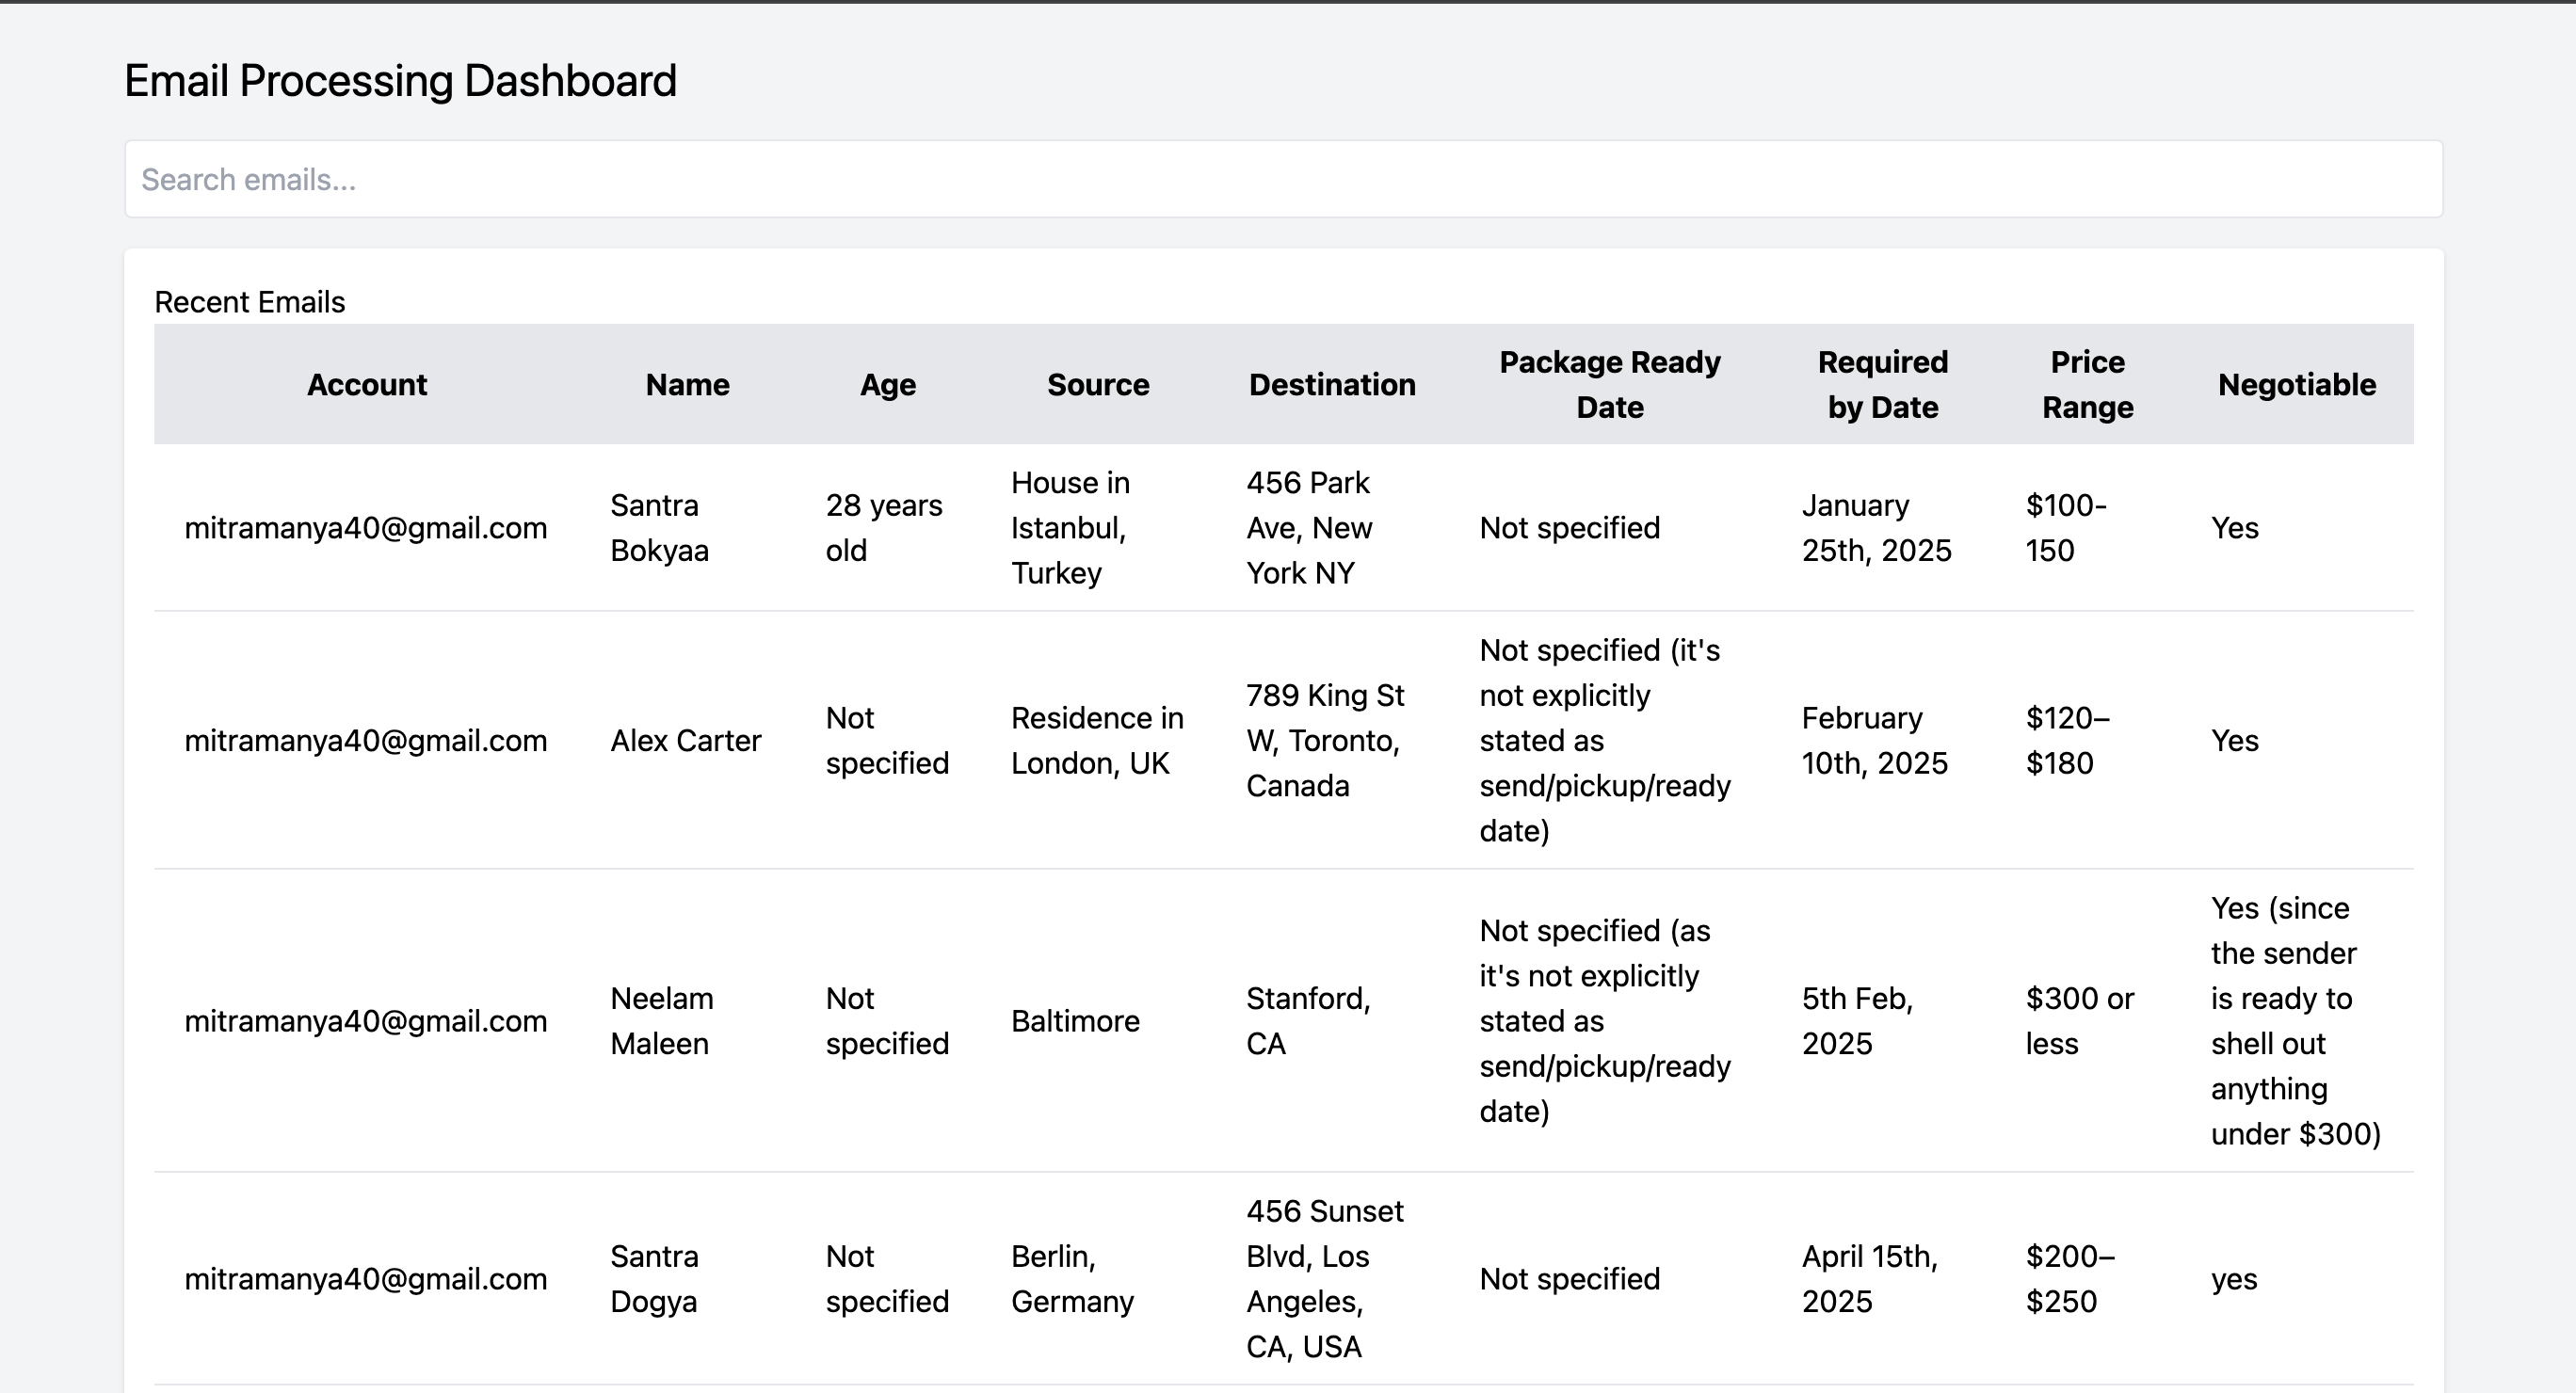 Email Processing Dashboard
Search emails...
Recent Emails
Account Name Age Source Destination Package Ready Date Required by Date Price Range Negotiable
mitramanya40@gmail.com Santra Bokyaa 28 years old House in Istanbul, Turkey 456 Park Ave, New York NY Not specified January 25th, 2025 $100-150 Yes
mitramanya40@gmail.com Alex Carter Not specified Residence in London, UK 789 King St W, Toronto, Canada Not specified (it's not explicitly stated as send/pickup/ready date) February 10th, 2025 $120–$180 Yes
mitramanya40@gmail.com Neelam Maleen Not specified Baltimore Stanford, CA Not specified (as it's not explicitly stated as send/pickup/ready date) 5th Feb, 2025 $300 or less Yes (since the sender is ready to shell out anything under $300)
mitramanya40@gmail.com Santra Dogya Not specified Berlin, Germany 456 Sunset Blvd, Los Angeles, CA, USA Not specified April 15th, 2025 $200–$250 yes